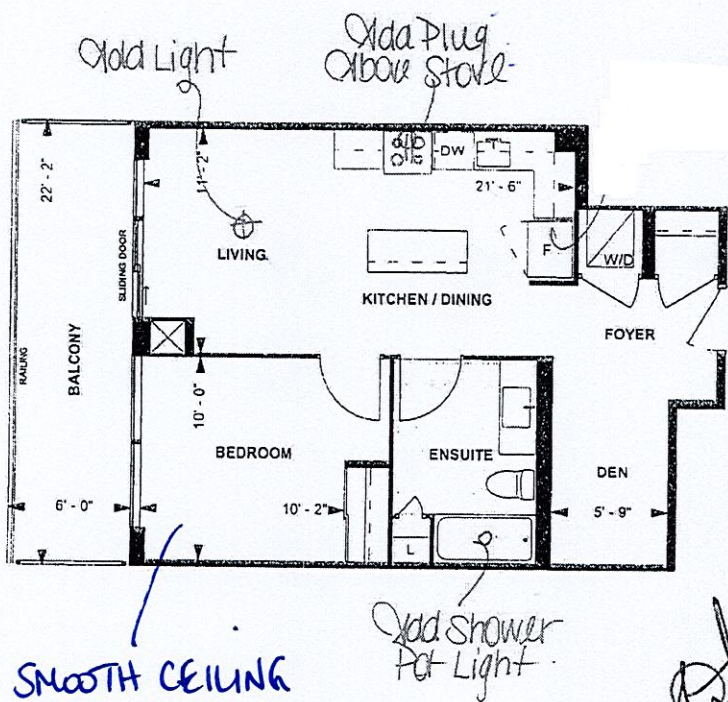 Add Light
Add Plug
Above Stove
22' - 2"
11' - 2"
DW
21' - 6"
SLIDING DOOR
LIVING
F
W/D
KITCHEN / DINING
FOYER
RAILING
BALCONY
10' - 0"
BEDROOM
ENSUITE
DEN
6' - 0"
10' - 2"
5' - 9"
L
Add Shower
Pot Light
SMOOTH CEILING